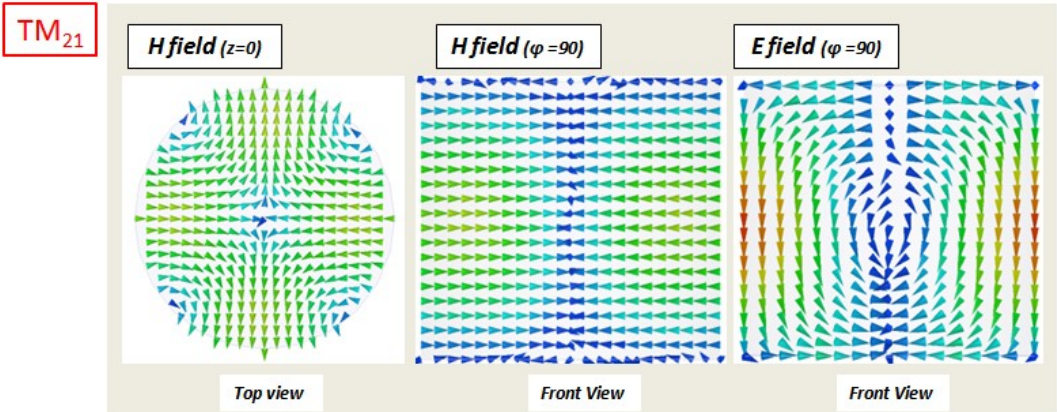 TM21
H field (z=0)
H field (φ =90)
E field (φ =90)
Top view
Front View
Front View